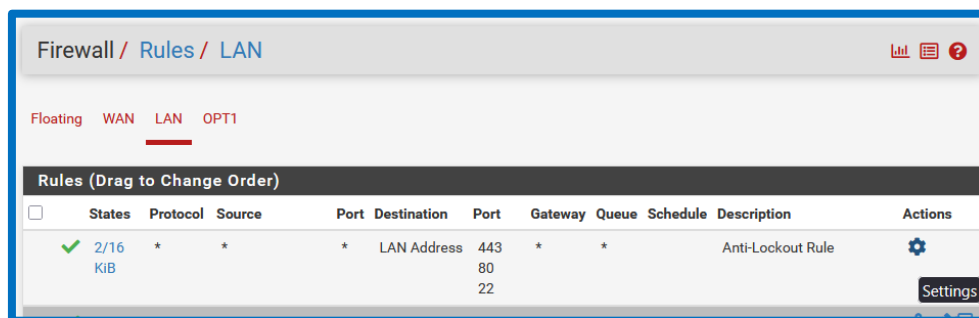 Firewall / Rules / LAN
Floating WAN LAN OPT1
Rules (Drag to Change Order)
States Protocol Source Port Destination Port Gateway Queue Schedule Description Actions
2/16 * * * LAN Address 443 * * Anti-Lockout Rule
KiB 80
22
Settings